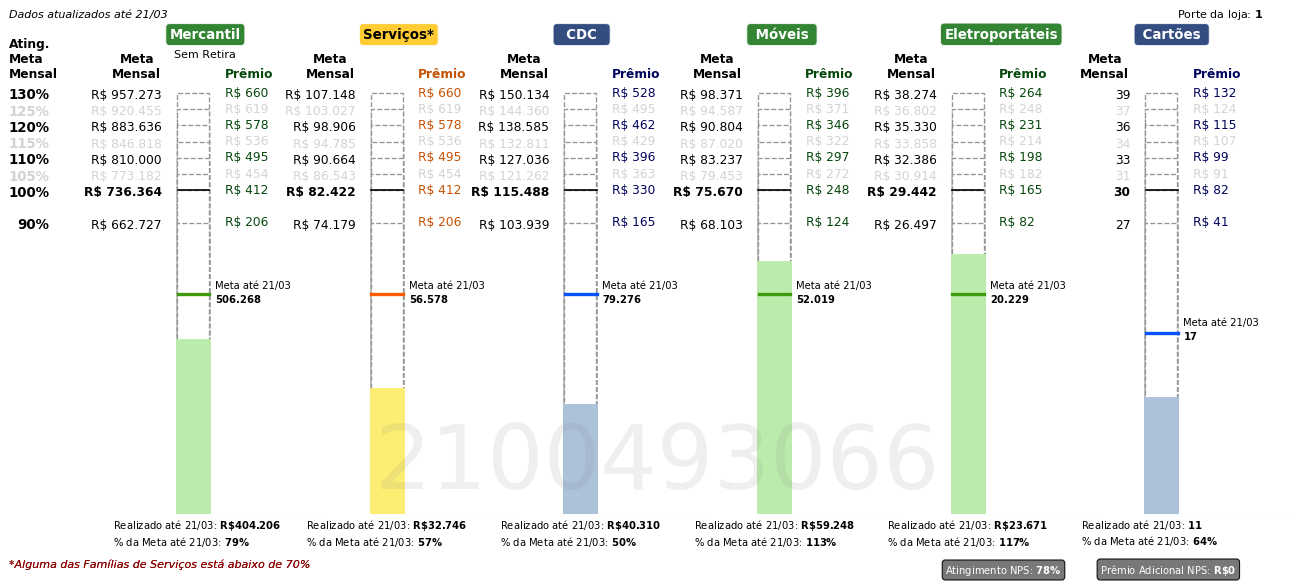 Dados atualizados até 21/03 Porte da loja: 1
Mercantil Serviços* CDC Móveis Eletroportáteis Cartões
Sem Retira
Ating. Meta Mensal Meta Mensal Prêmio Meta Mensal Prêmio Meta Mensal Prêmio Meta Mensal Prêmio Meta Mensal Prêmio Meta Mensal Prêmio
130% R$ 957.273 R$ 660 R$ 107.148 R$ 660 R$ 150.134 R$ 528 R$ 98.371 R$ 396 R$ 38.274 R$ 264 39 R$ 132
125% R$ 920.455 R$ 619 R$ 103.027 R$ 619 R$ 144.360 R$ 495 R$ 94.587 R$ 371 R$ 36.802 R$ 248 37 R$ 124
120% R$ 883.636 R$ 578 R$ 98.906 R$ 578 R$ 138.585 R$ 462 R$ 90.804 R$ 346 R$ 35.330 R$ 231 36 R$ 115
115% R$ 846.818 R$ 536 R$ 94.785 R$ 536 R$ 132.811 R$ 429 R$ 87.020 R$ 322 R$ 33.858 R$ 214 34 R$ 107
110% R$ 810.000 R$ 495 R$ 90.664 R$ 495 R$ 127.036 R$ 396 R$ 83.237 R$ 297 R$ 32.386 R$ 198 33 R$ 99
105% R$ 773.182 R$ 454 R$ 86.543 R$ 454 R$ 121.262 R$ 363 R$ 79.453 R$ 272 R$ 30.914 R$ 182 31 R$ 91
100% R$ 736.364 R$ 412 R$ 82.422 R$ 412 R$ 115.488 R$ 330 R$ 75.670 R$ 248 R$ 29.442 R$ 165 30 R$ 82
90% R$ 662.727 R$ 206 R$ 74.179 R$ 206 R$ 103.939 R$ 165 R$ 68.103 R$ 124 R$ 26.497 R$ 82 27 R$ 41
Meta até 21/03 Meta até 21/03 Meta até 21/03 Meta até 21/03 Meta até 21/03
506.268 56.578 79.276 52.019 20.229
Meta até 21/03
17
2100493066
Realizado até 21/03: R$404.206 Realizado até 21/03: R$32.746 Realizado até 21/03: R$40.310 Realizado até 21/03: R$59.248 Realizado até 21/03: R$23.671 Realizado até 21/03: 11
% da Meta até 21/03: 79% % da Meta até 21/03: 57% % da Meta até 21/03: 50% % da Meta até 21/03: 113% % da Meta até 21/03: 117% % da Meta até 21/03: 64%
*Alguma das Famílias de Serviços está abaixo de 70% Atingimento NPS: 78% Prêmio Adicional NPS: R$0